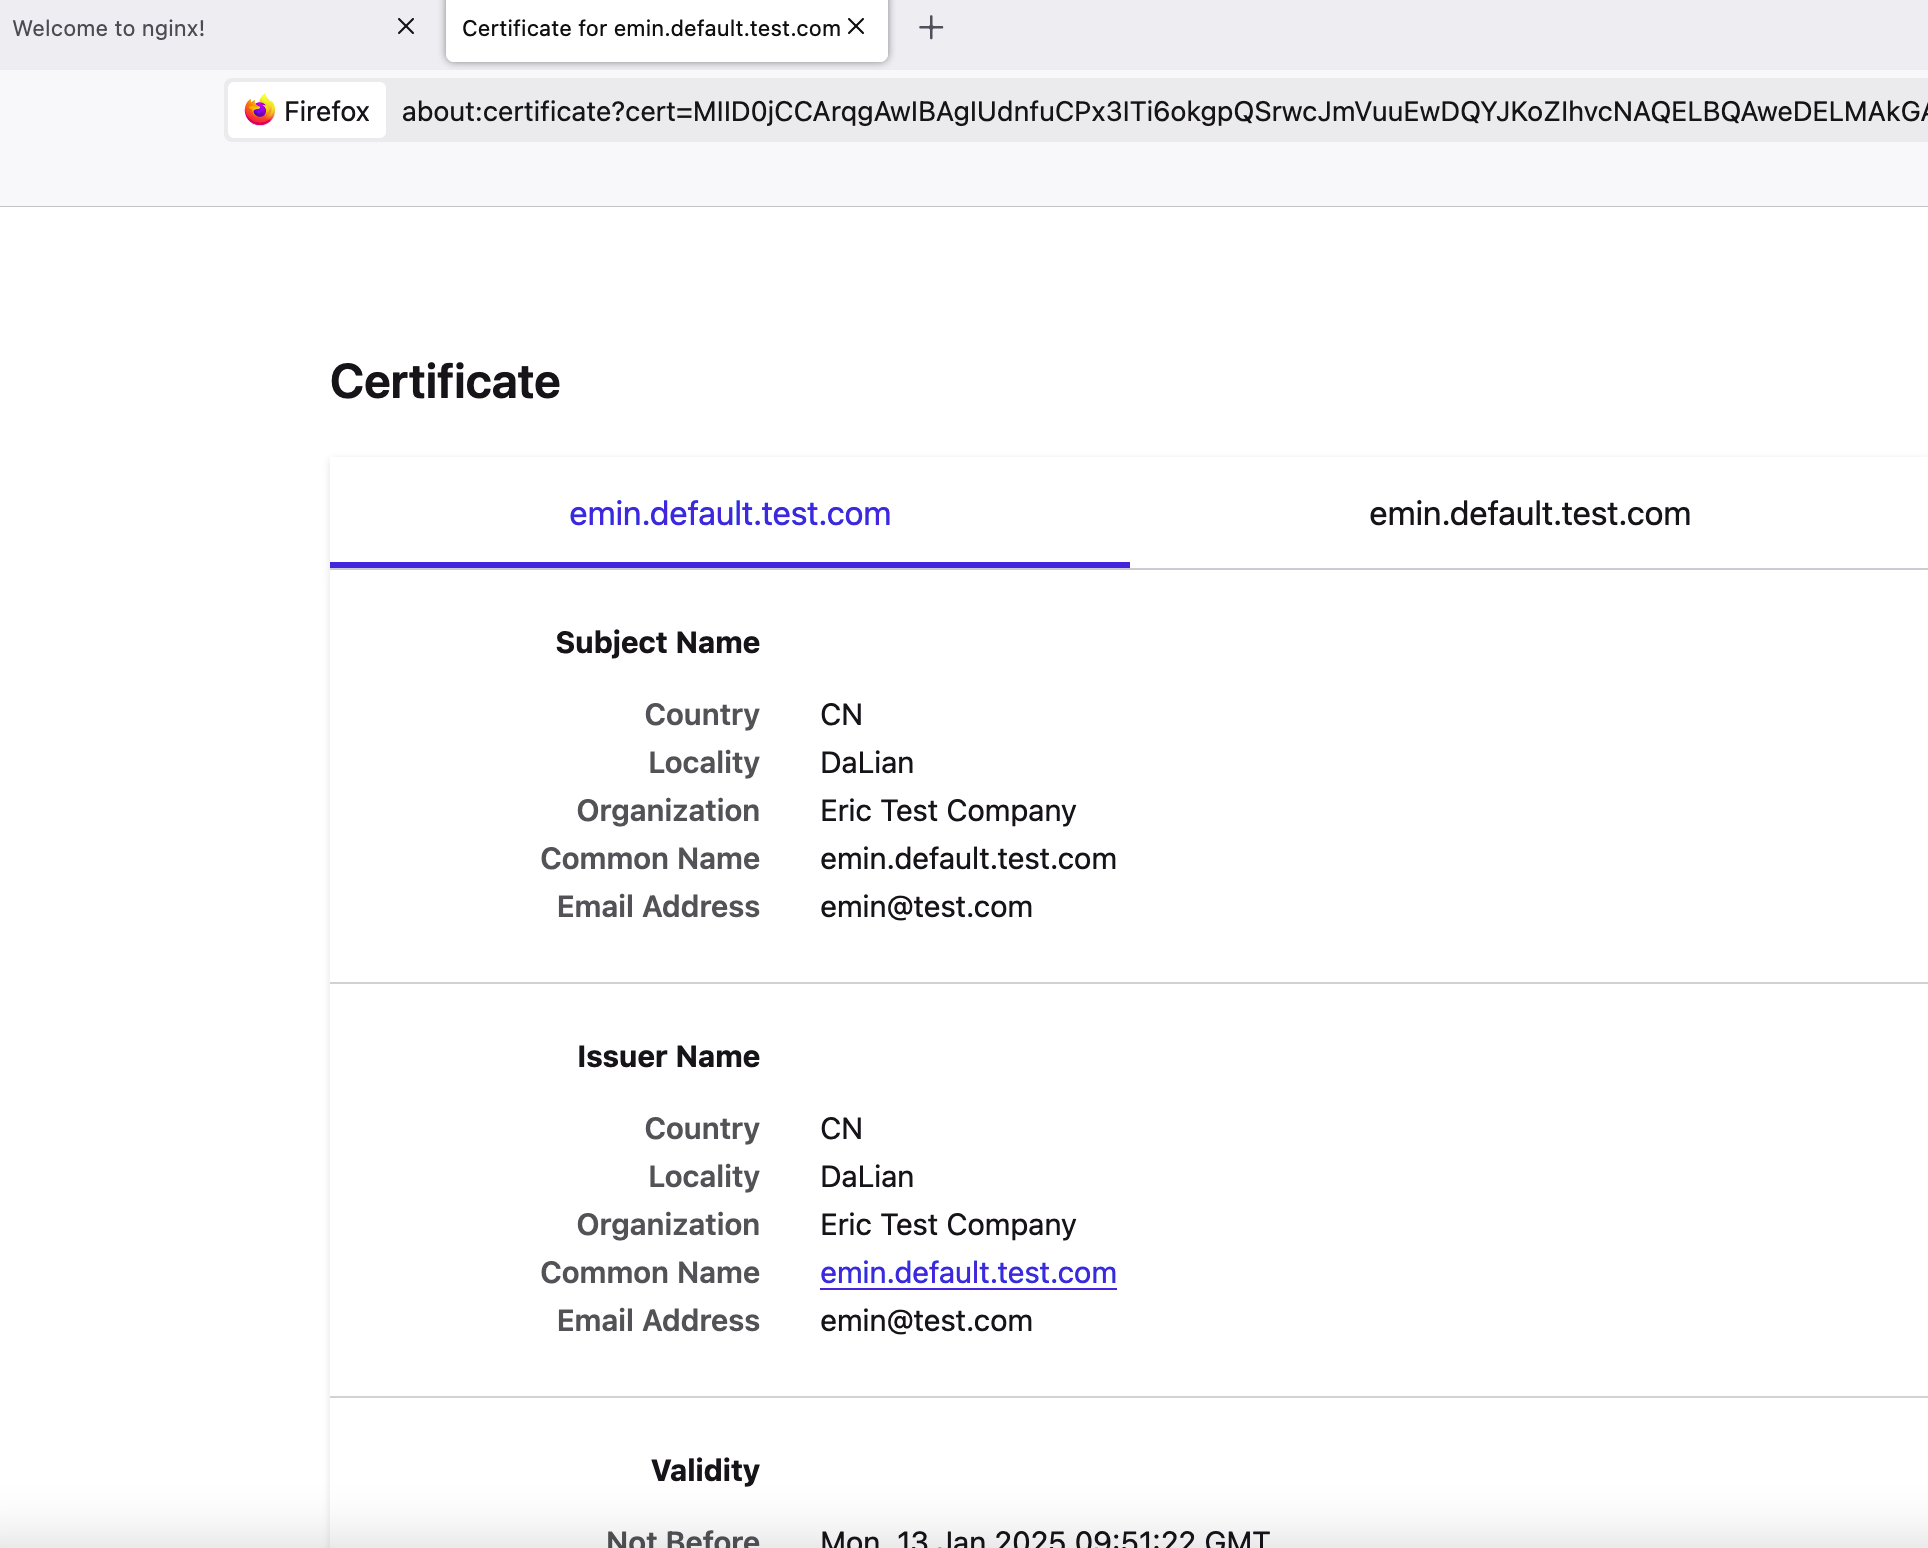 Welcome to nginx!
Certificate for emin.default.test.com
Firefox
about:certificate?cert=MIID0jCCArqgAwIBAgIUdnfuCPx3ITi6okgpQSrwcJmVuuEwDQYJKoZIhvcNAQELBQAweDELMAkGA
Certificate
emin.default.test.com
emin.default.test.com
Subject Name
Country CN
Locality DaLian
Organization Eric Test Company
Common Name emin.default.test.com
Email Address emin@test.com
Issuer Name
Country CN
Locality DaLian
Organization Eric Test Company
Common Name emin.default.test.com
Email Address emin@test.com
Validity
Not Before Mon, 13 Jan 2025 09:51:22 GMT